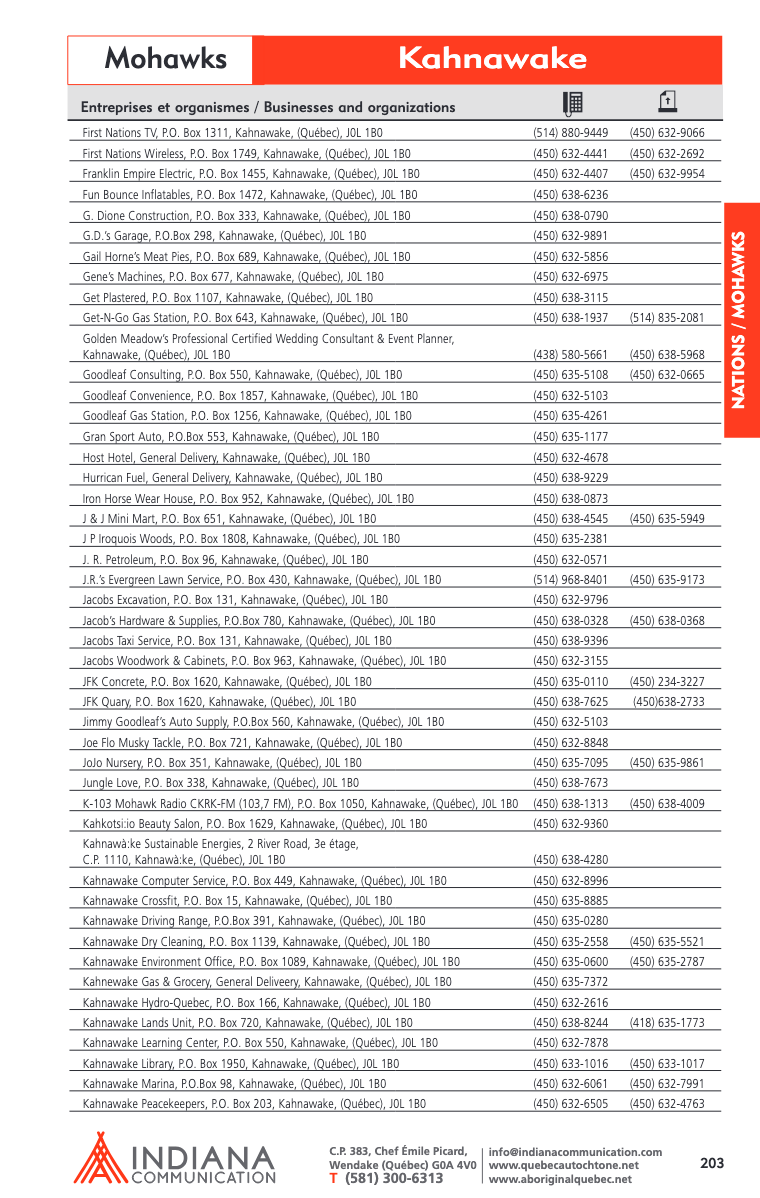 Mohawks Kahnawake
Entreprises et organismes / Businesses and organizations
First Nations TV, P.O. Box 1311, Kahnawake, (Québec), J0L 1B0 (514) 880-9449 (450) 632-9066
First Nations Wireless, P.O. Box 1749, Kahnawake, (Québec), J0L 1B0 (450) 632-4441 (450) 632-2692
Franklin Empire Electric, P.O. Box 1455, Kahnawake, (Québec), J0L 1B0 (450) 632-4407 (450) 632-9954
Fun Bounce Inflatables, P.O. Box 1472, Kahnawake, (Québec), J0L 1B0 (450) 638-6236
G. Dione Construction, P.O. Box 333, Kahnawake, (Québec), J0L 1B0 (450) 638-0790
G.D.'s Garage, P.O.Box 298, Kahnawake, (Québec), J0L 1B0 (450) 632-9891
Gail Horne's Meat Pies, P.O. Box 689, Kahnawake, (Québec), J0L 1B0 (450) 632-5856
Gene's Machines, P.O. Box 677, Kahnawake, (Québec), J0L 1B0 (450) 632-6975
Get Plastered, P.O. Box 1107, Kahnawake, (Québec), J0L 1B0 (450) 638-3115
Get-N-Go Gas Station, P.O. Box 643, Kahnawake, (Québec), J0L 1B0 (450) 638-1937 (514) 835-2081
Golden Meadow's Professional Certified Wedding Consultant & Event Planner,
Kahnawake, (Québec), J0L 1B0 (438) 580-5661 (450) 638-5968
Goodleaf Consulting, P.O. Box 550, Kahnawake, (Québec), J0L 1B0 (450) 635-5108 (450) 632-0665
Goodleaf Convenience, P.O. Box 1857, Kahnawake, (Québec), J0L 1B0 (450) 632-5103
Goodleaf Gas Station, P.O. Box 1256, Kahnawake, (Québec), J0L 1B0 (450) 635-4261
Gran Sport Auto, P.O.Box 553, Kahnawake, (Québec), J0L 1B0 (450) 635-1177
Host Hotel, General Delivery, Kahnawake, (Québec), J0L 1B0 (450) 632-4678
Hurrican Fuel, General Delivery, Kahnawake, (Québec), J0L 1B0 (450) 638-9229
Iron Horse Wear House, P.O. Box 952, Kahnawake, (Québec), J0L 1B0 (450) 638-0873
J & J Mini Mart, P.O. Box 651, Kahnawake, (Québec), J0L 1B0 (450) 638-4545 (450) 635-5949
J P Iroquois Woods, P.O. Box 1808, Kahnawake, (Québec), J0L 1B0 (450) 635-2381
J. R. Petroleum, P.O. Box 96, Kahnawake, (Québec), J0L 1B0 (450) 632-0571
J.R.'s Evergreen Lawn Service, P.O. Box 430, Kahnawake, (Québec), J0L 1B0 (514) 968-8401 (450) 635-9173
Jacobs Excavation, P.O. Box 131, Kahnawake, (Québec), J0L 1B0 (450) 632-9796
Jacob's Hardware & Supplies, P.O.Box 780, Kahnawake, (Québec), J0L 1B0 (450) 638-0328 (450) 638-0368
Jacobs Taxi Service, P.O. Box 131, Kahnawake, (Québec), J0L 1B0 (450) 638-9396
Jacobs Woodwork & Cabinets, P.O. Box 963, Kahnawake, (Québec), J0L 1B0 (450) 632-3155
JFK Concrete, P.O. Box 1620, Kahnawake, (Québec), J0L 1B0 (450) 635-0110 (450) 234-3227
JFK Quary, P.O. Box 1620, Kahnawake, (Québec), J0L 1B0 (450) 638-7625 (450)638-2733
Jimmy Goodleaf's Auto Supply, P.O.Box 560, Kahnawake, (Québec), J0L 1B0 (450) 632-5103
Joe Flo Musky Tackle, P.O. Box 721, Kahnawake, (Québec), J0L 1B0 (450) 632-8848
JoJo Nursery, P.O. Box 351, Kahnawake, (Québec), J0L 1B0 (450) 635-7095 (450) 635-9861
Jungle Love, P.O. Box 338, Kahnawake, (Québec), J0L 1B0 (450) 638-7673
K-103 Mohawk Radio CKRK-FM (103,7 FM), P.O. Box 1050, Kahnawake, (Québec), J0L 1B0 (450) 638-1313 (450) 638-4009
Kahkotsi:io Beauty Salon, P.O. Box 1629, Kahnawake, (Québec), J0L 1B0 (450) 632-9360
Kahnawà:ke Sustainable Energies, 2 River Road, 3e étage,
C.P. 1110, Kahnawà:ke, (Québec), J0L 1B0 (450) 638-4280
Kahnawake Computer Service, P.O. Box 449, Kahnawake, (Québec), J0L 1B0 (450) 632-8996
Kahnawake Crossfit, P.O. Box 15, Kahnawake, (Québec), J0L 1B0 (450) 635-8885
Kahnawake Driving Range, P.O.Box 391, Kahnawake, (Québec), J0L 1B0 (450) 635-0280
Kahnawake Dry Cleaning, P.O. Box 1139, Kahnawake, (Québec), J0L 1B0 (450) 635-2558 (450) 635-5521
Kahnawake Environment Office, P.O. Box 1089, Kahnawake, (Québec), J0L 1B0 (450) 635-0600 (450) 635-2787
Kahnewake Gas & Grocery, General Deliveery, Kahnawake, (Québec), J0L 1B0 (450) 635-7372
Kahnawake Hydro-Quebec, P.O. Box 166, Kahnawake, (Québec), J0L 1B0 (450) 632-2616
Kahnawake Lands Unit, P.O. Box 720, Kahnawake, (Québec), J0L 1B0 (450) 638-8244 (418) 635-1773
Kahnawake Learning Center, P.O. Box 550, Kahnawake, (Québec), J0L 1B0 (450) 632-7878
Kahnawake Library, P.O. Box 1950, Kahnawake, (Québec), J0L 1B0 (450) 633-1016 (450) 633-1017
Kahnawake Marina, P.O.Box 98, Kahnawake, (Québec), J0L 1B0 (450) 632-6061 (450) 632-7991
Kahnawake Peacekeepers, P.O. Box 203, Kahnawake, (Québec), J0L 1B0 (450) 632-6505 (450) 632-4763
NATIONS / MOHAWKS
INDIANA
COMMUNICATION
C.P. 383, Chef Émile Picard,
Wendake (Québec) G0A 4V0
T (581) 300-6313
info@indianacommunication.com
www.quebecautochtone.net
www.aboriginalquebec.net
203